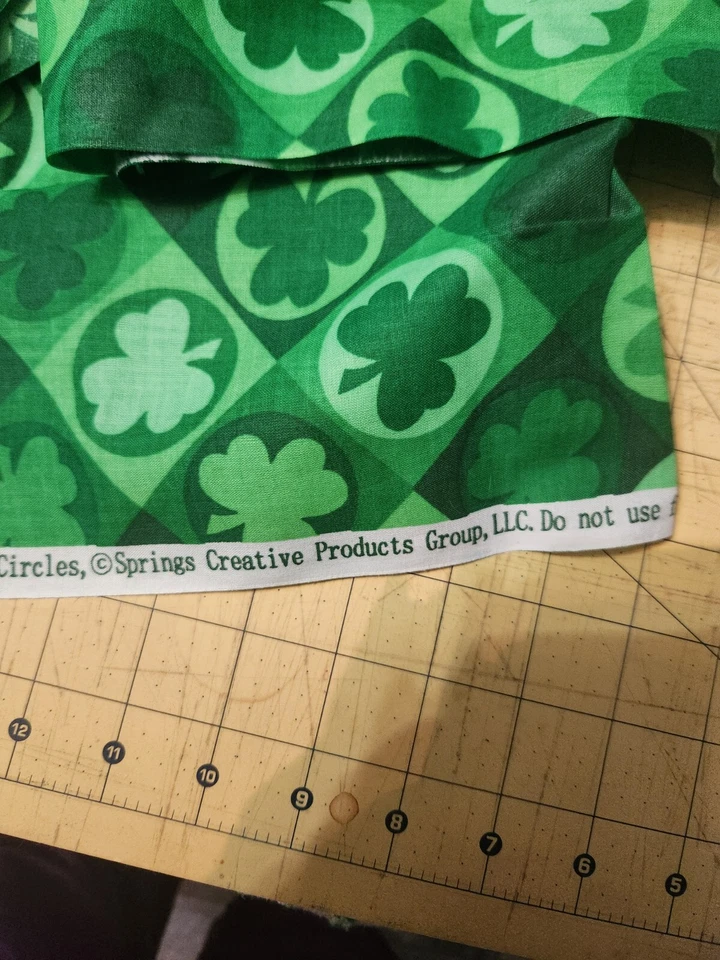 Circles, ©Springs Creative Products Group, LLC. Do not use
12 11 10 9 8 7 6 5